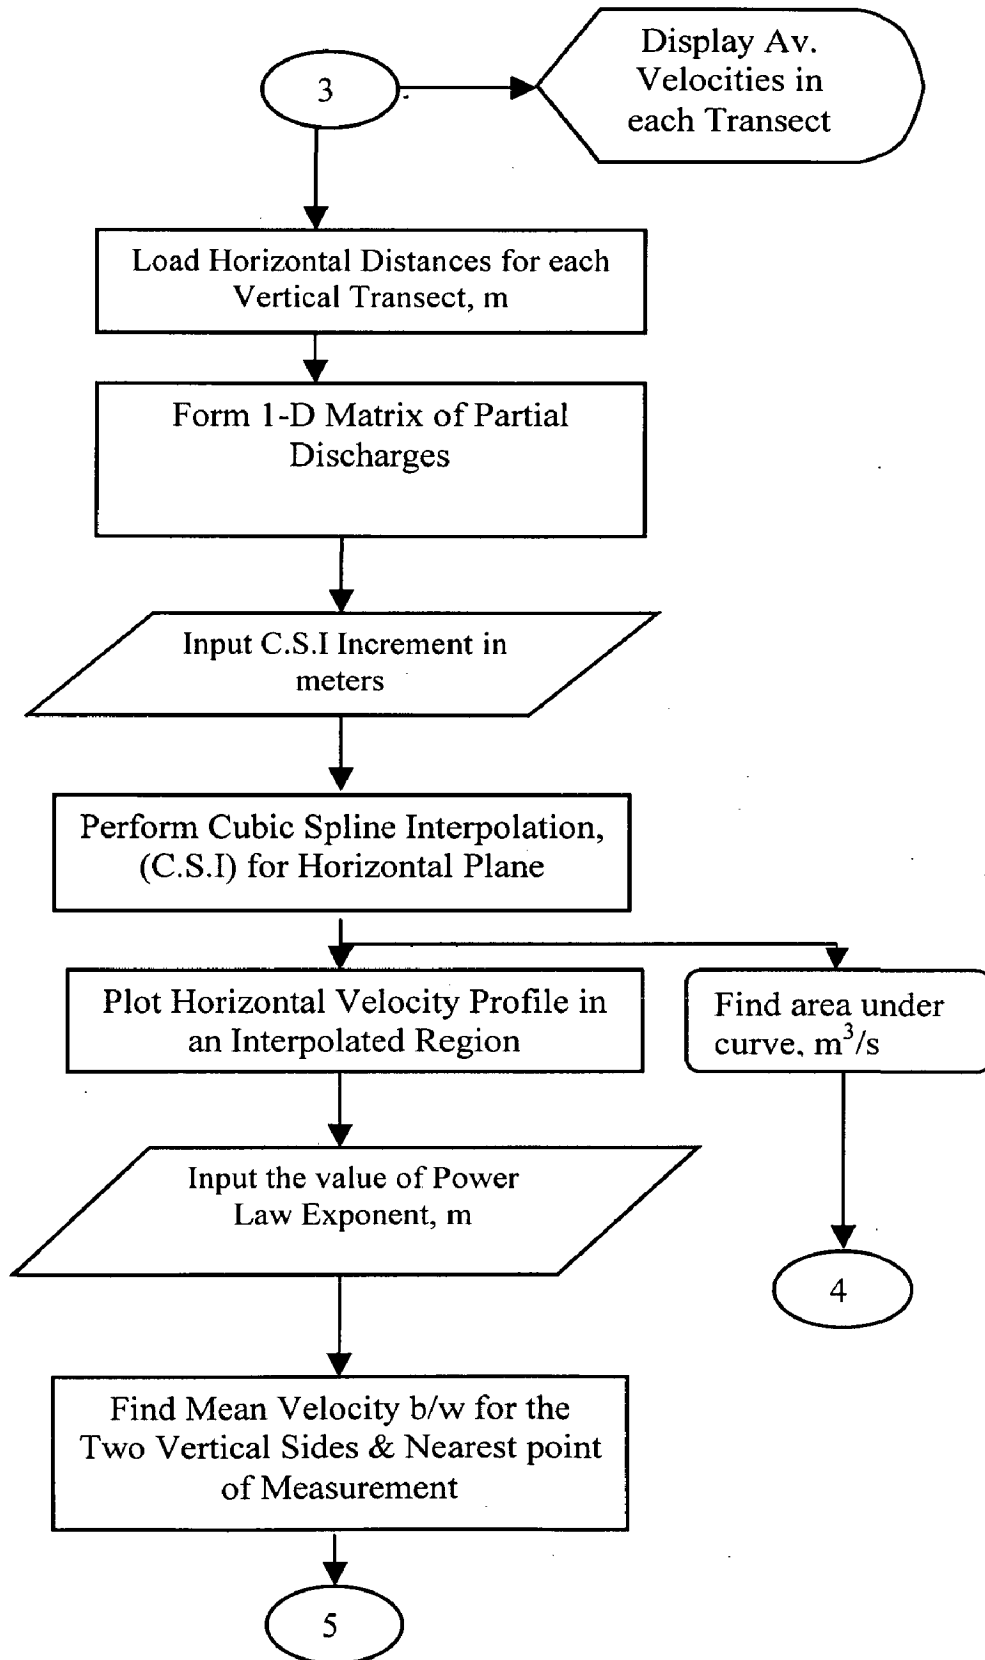 3
Display Av.
Velocities in
each Transect
Load Horizontal Distances for each
Vertical Transect, m
Form 1-D Matrix of Partial
Discharges
Input C.S.I Increment in
meters
Perform Cubic Spline Interpolation,
(C.S.I) for Horizontal Plane
Plot Horizontal Velocity Profile in
an Interpolated Region
Find area under
curve, m³/s
Input the value of Power
Law Exponent, m
4
Find Mean Velocity b/w for the
Two Vertical Sides & Nearest point
of Measurement
5